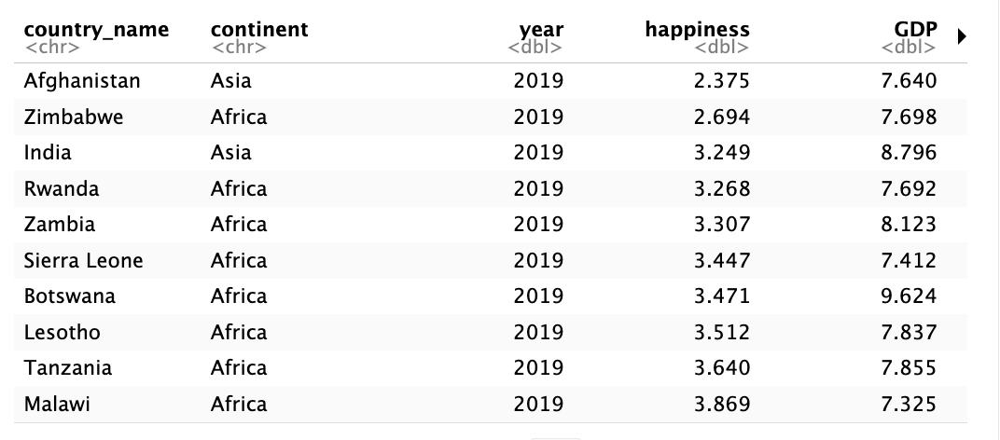 country_name continent year happiness GDP
<chr> <chr> <dbl> <dbl> <dbl>
Afghanistan Asia 2019 2.375 7.640
Zimbabwe Africa 2019 2.694 7.698
India Asia 2019 3.249 8.796
Rwanda Africa 2019 3.268 7.692
Zambia Africa 2019 3.307 8.123
Sierra Leone Africa 2019 3.447 7.412
Botswana Africa 2019 3.471 9.624
Lesotho Africa 2019 3.512 7.837
Tanzania Africa 2019 3.640 7.855
Malawi Africa 2019 3.869 7.325